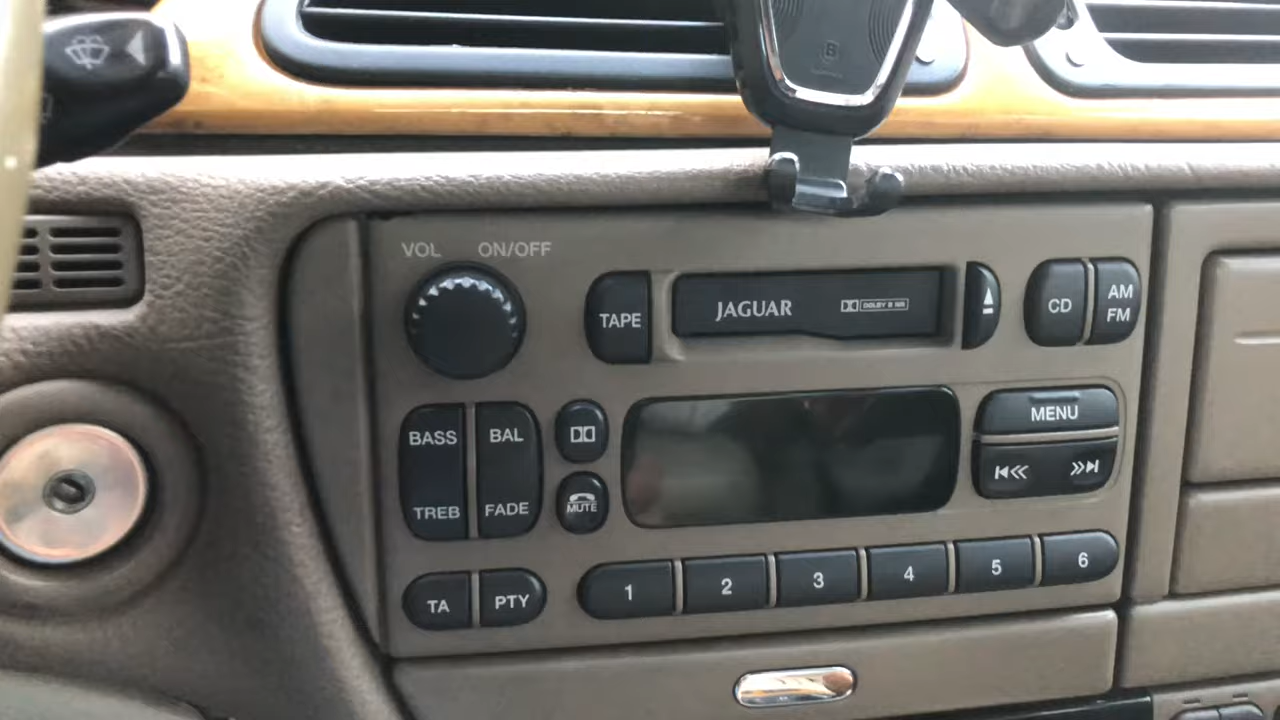 B
VOL ON/OFF
TAPE
JAGUAR
DOLBY B NR
CD
AM
FM
BASS
BAL
MENU
TREB
FADE
MUTE
TA
PTY
1 2 3 4 5 6